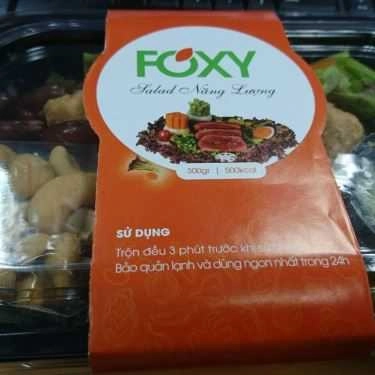 FOXY
Salad Năng Lượng
500gr | 500kcal
SỬ DỤNG
Trộn đều 3 phút trước khi
Bảo quản lạnh và dùng ngon nhất trong 24h